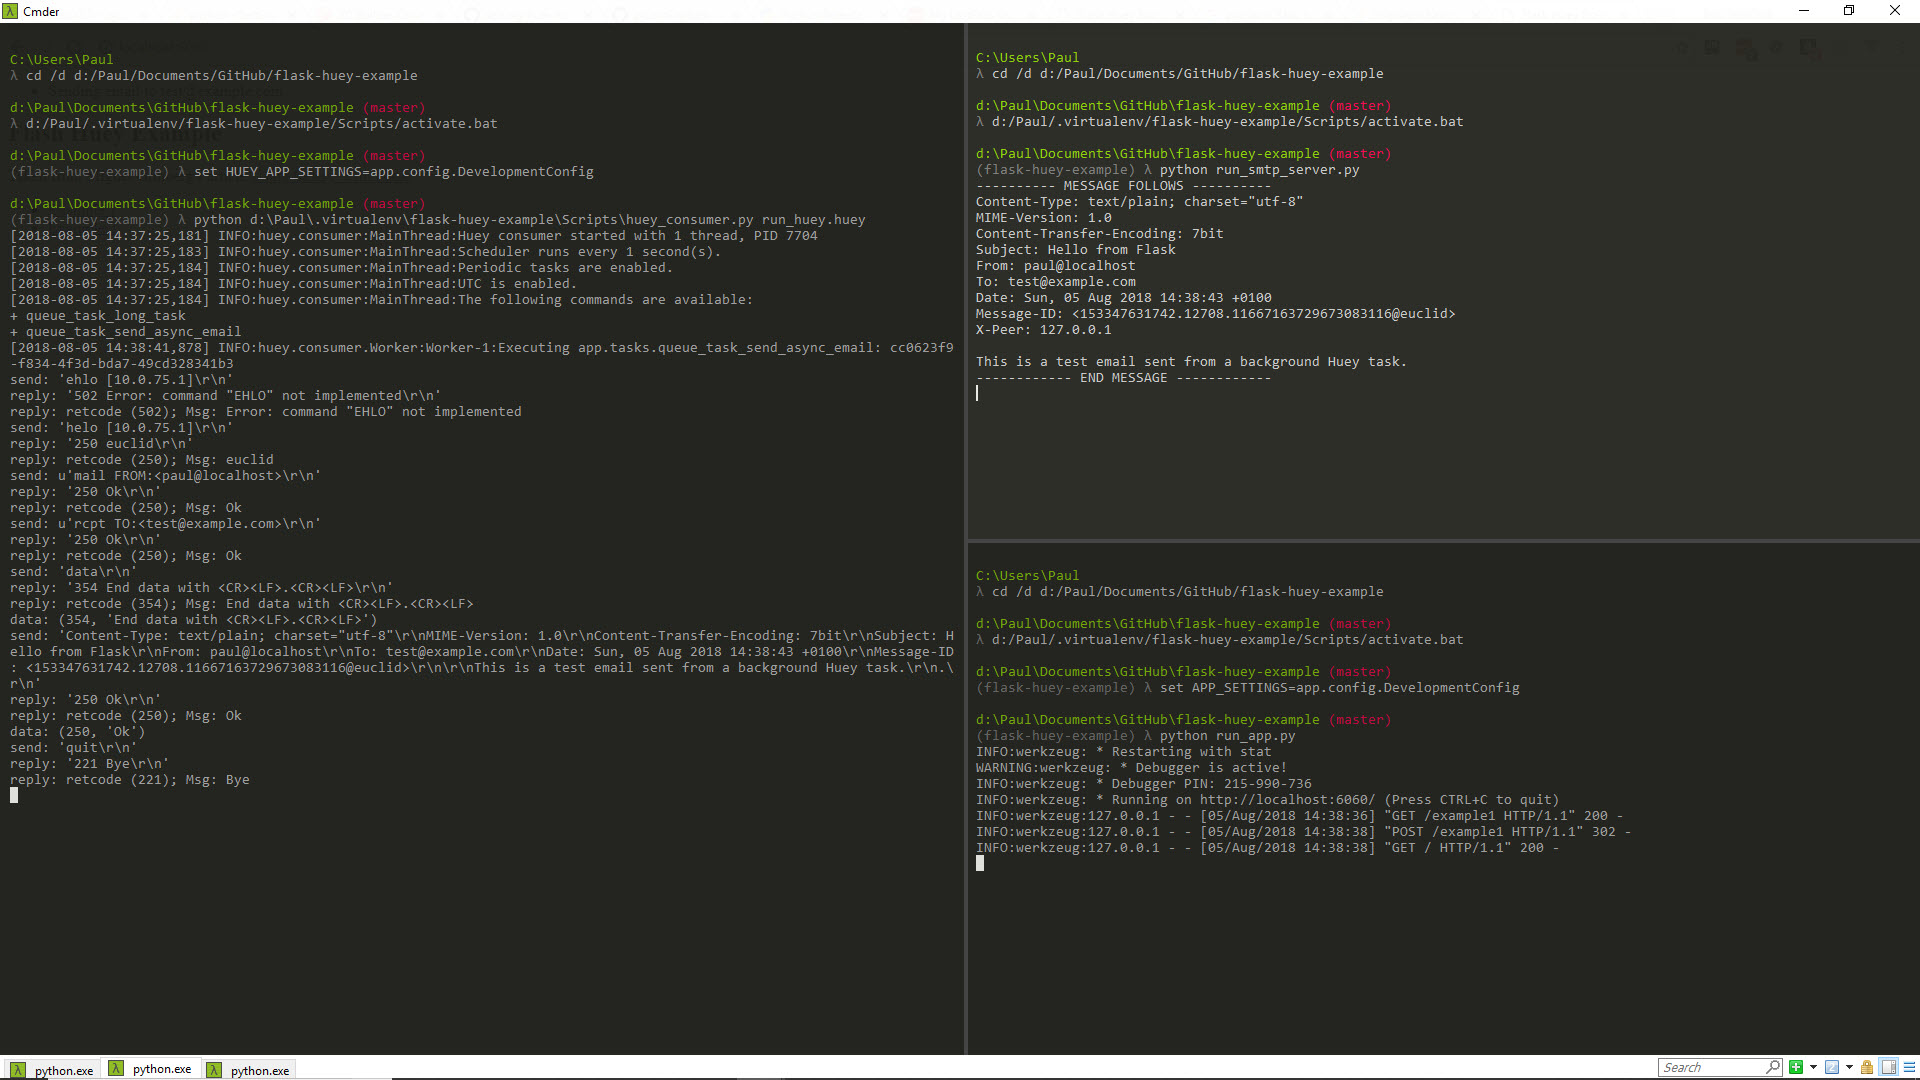 Cmder
C:\Users\Paul
λ cd /d d:/Paul/Documents/GitHub/flask-huey-example
d:\Paul\Documents\GitHub\flask-huey-example (master)
λ d:/Paul/.virtualenv/flask-huey-example/Scripts/activate.bat
d:\Paul\Documents\GitHub\flask-huey-example (master)
(flask-huey-example) λ set HUEY_APP_SETTINGS=app.config.DevelopmentConfig
d:\Paul\Documents\GitHub\flask-huey-example (master)
(flask-huey-example) λ python d:\Paul\.virtualenv\flask-huey-example\Scripts\huey_consumer.py run_huey.huey
[2018-08-05 14:37:25,181] INFO:huey.consumer:MainThread:Huey consumer started with 1 thread, PID 7704
[2018-08-05 14:37:25,183] INFO:huey.consumer:MainThread:Scheduler runs every 1 second(s).
[2018-08-05 14:37:25,184] INFO:huey.consumer:MainThread:Periodic tasks are enabled.
[2018-08-05 14:37:25,184] INFO:huey.consumer:MainThread:UTC is enabled.
[2018-08-05 14:37:25,184] INFO:huey.consumer:MainThread:The following commands are available:
+ queue_task_long_task
+ queue_task_send_async_email
[2018-08-05 14:38:41,878] INFO:huey.consumer.Worker:Worker-1:Executing app.tasks.queue_task_send_async_email: cc0623f9
-f834-4f3d-bda7-49cd328341b3
send: 'ehlo [10.0.75.1]\r\n'
reply: '502 Error: command "EHLO" not implemented\r\n'
reply: retcode (502); Msg: Error: command "EHLO" not implemented
send: 'helo [10.0.75.1]\r\n'
reply: '250 euclid\r\n'
reply: retcode (250); Msg: euclid
send: u'mail FROM:<paul@localhost>\r\n'
reply: '250 Ok\r\n'
reply: retcode (250); Msg: Ok
send: u'rcpt TO:<test@example.com>\r\n'
reply: '250 Ok\r\n'
reply: retcode (250); Msg: Ok
send: 'data\r\n'
reply: '354 End data with <CR><LF>.<CR><LF>\r\n'
reply: retcode (354); Msg: End data with <CR><LF>.<CR><LF>
data: (354, 'End data with <CR><LF>.<CR><LF>')
send: 'Content-Type: text/plain; charset="utf-8"\r\nMIME-Version: 1.0\r\nContent-Transfer-Encoding: 7bit\r\nSubject: H
ello from Flask\r\nFrom: paul@localhost\r\nTo: test@example.com\r\nDate: Sun, 05 Aug 2018 14:38:43 +0100\r\nMessage-ID
: <153347631742.12708.11667163729673083116@euclid>\r\n\r\nThis is a test email sent from a background Huey task.\r\n.\
r\n'
reply: '250 Ok\r\n'
reply: retcode (250); Msg: Ok
data: (250, 'Ok')
send: 'quit\r\n'
reply: '221 Bye\r\n'
reply: retcode (221); Msg: Bye
C:\Users\Paul
λ cd /d d:/Paul/Documents/GitHub/flask-huey-example
d:\Paul\Documents\GitHub\flask-huey-example (master)
λ d:/Paul/.virtualenv/flask-huey-example/Scripts/activate.bat
d:\Paul\Documents\GitHub\flask-huey-example (master)
(flask-huey-example) λ python run_smtp_server.py
---------- MESSAGE FOLLOWS ----------
Content-Type: text/plain; charset="utf-8"
MIME-Version: 1.0
Content-Transfer-Encoding: 7bit
Subject: Hello from Flask
From: paul@localhost
To: test@example.com
Date: Sun, 05 Aug 2018 14:38:43 +0100
Message-ID: <153347631742.12708.11667163729673083116@euclid>
X-Peer: 127.0.0.1
This is a test email sent from a background Huey task.
------------ END MESSAGE ------------
C:\Users\Paul
λ cd /d d:/Paul/Documents/GitHub/flask-huey-example
d:\Paul\Documents\GitHub\flask-huey-example (master)
λ d:/Paul/.virtualenv/flask-huey-example/Scripts/activate.bat
d:\Paul\Documents\GitHub\flask-huey-example (master)
(flask-huey-example) λ set APP_SETTINGS=app.config.DevelopmentConfig
d:\Paul\Documents\GitHub\flask-huey-example (master)
(flask-huey-example) λ python run_app.py
INFO:werkzeug: * Restarting with stat
WARNING:werkzeug: * Debugger is active!
INFO:werkzeug: * Debugger PIN: 215-990-736
INFO:werkzeug: * Running on http://localhost:6060/ (Press CTRL+C to quit)
INFO:werkzeug:127.0.0.1 - - [05/Aug/2018 14:38:36] "GET /example1 HTTP/1.1" 200 -
INFO:werkzeug:127.0.0.1 - - [05/Aug/2018 14:38:38] "POST /example1 HTTP/1.1" 302 -
INFO:werkzeug:127.0.0.1 - - [05/Aug/2018 14:38:38] "GET / HTTP/1.1" 200 -
python.exe
python.exe
python.exe
Search